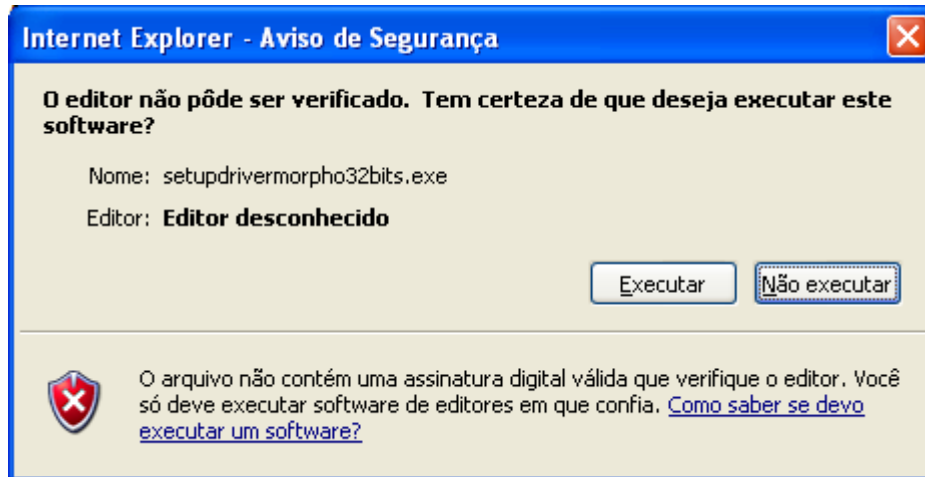 Internet Explorer - Aviso de Segurança
O editor não pôde ser verificado.  Tem certeza de que deseja executar este
software?
Nome: setupdrivermorpho32bits.exe
Editor: Editor desconhecido
Executar Não executar
O arquivo não contém uma assinatura digital válida que verifique o editor. Você
só deve executar software de editores em que confia. Como saber se devo
executar um software?